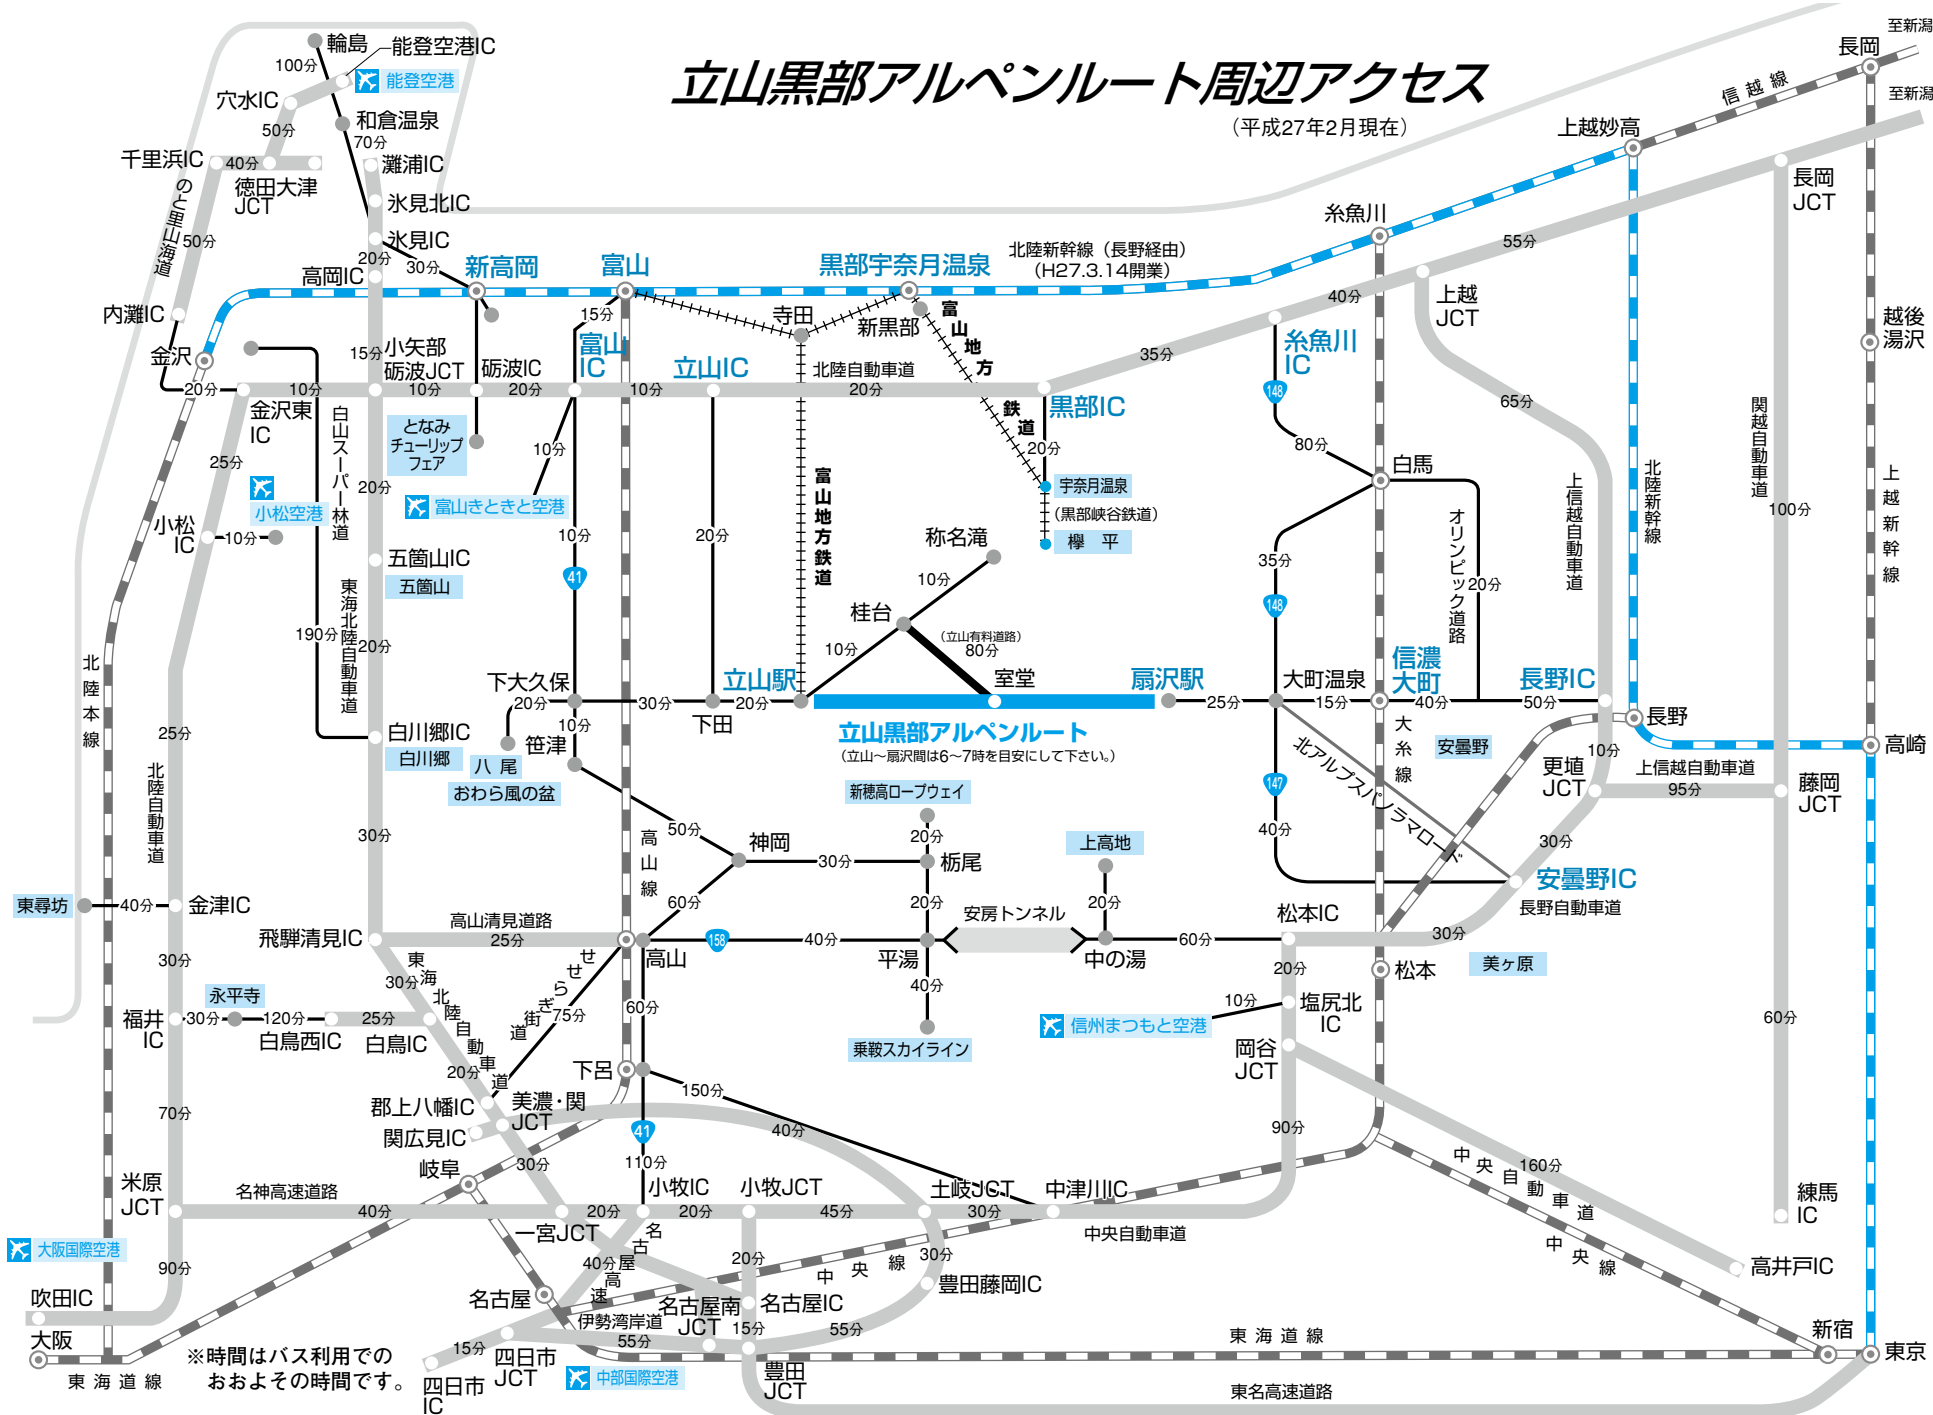 立山黒部アルペンルート周辺アクセス
(平成27年2月現在)
至新潟
長岡
信越線
至新潟
上越妙高
輪島
能登空港IC
100分
能登空港
穴水IC
50分
和倉温泉
70分
千里浜IC
40分
灘浦IC
徳田大津
JCT
のと里山海道
50分
氷見北IC
氷見IC
20分
30分
高岡IC
新高岡
富山
黒部宇奈月温泉
北陸新幹線(長野経由)
(H27.3.14開業)
糸魚川
55分
長岡
JCT
内灘IC
金沢
15分
小矢部
砺波JCT
砺波IC
15分
富山
IC
立山IC
寺田
新黒部
富山地方
鉄道
40分
上越
JCT
糸魚川
IC
越後
湯沢
35分
20分
10分
10分
20分
10分
北陸自動車道
20分
黒部IC
金沢東
IC
白山スーパー林道
となみ
チューリップ
フェア
10分
148
65分
80分
白馬
25分
20分
20分
宇奈月温泉
(黒部峡谷鉄道)
欅 平
関越自動車道
100分
上越新幹線
北陸新幹線
上信越自動車道
小松空港
小松
IC
10分
富山きときと空港
富山地方鉄道
10分
20分
41
称名滝
10分
桂台
10分
(立山有料道路)
80分
室堂
35分
148
オリンピック道路
20分
五箇山IC
五箇山
190分
東海北陸自動車道
20分
北陸本線
下大久保
20分
30分
下田
20分
立山駅
扇沢駅
25分
大町温泉
15分
信濃
大町
40分
長野IC
50分
長野
10分
笹津
白川郷IC
白川郷
八 尾
おわら風の盆
立山黒部アルペンルート
(立山〜扇沢間は6〜7時を目安にして下さい。)
大糸線
安曇野
更埴
JCT
10分
上信越自動車道
95分
高崎
藤岡
JCT
25分
北陸自動車道
30分
高山線
50分
神岡
30分
新穂高ロープウェイ
20分
栃尾
20分
上高地
20分
147
40分
北アルプスパノラマロード
30分
安曇野IC
長野自動車道
東尋坊
40分
金津IC
飛騨清見IC
高山清見道路
25分
60分
高山
158
40分
平湯
安房トンネル
中の湯
60分
松本IC
30分
松本
美ヶ原
30分
永平寺
福井
IC
30分
120分
白鳥西IC
25分
白鳥IC
東海北陸自動車道
30分
せせらぎ街道
75分
60分
40分
乗鞍スカイライン
20分
10分
塩尻北
IC
信州まつもと空港
岡谷
JCT
60分
下呂
150分
20分
郡上八幡IC
美濃・関
JCT
関広見IC
70分
41
110分
40分
90分
中央自動車道
160分
岐阜
30分
米原
JCT
名神高速道路
40分
20分
小牧IC
20分
小牧JCT
45分
土岐JCT
30分
中津川IC
中央自動車道
練馬
IC
大阪国際空港
90分
一宮JCT
名古屋高速
40分
20分
中央線
30分
豊田藤岡IC
中央線
高井戸IC
吹田IC
大阪
名古屋
伊勢湾岸道
55分
名古屋南
JCT
名古屋IC
15分
55分
東海道線
新宿
東京
※時間はバス利用での
おおよその時間です。
15分
四日市
JCT
四日市
IC
中部国際空港
豊田
JCT
東海道線
東名高速道路